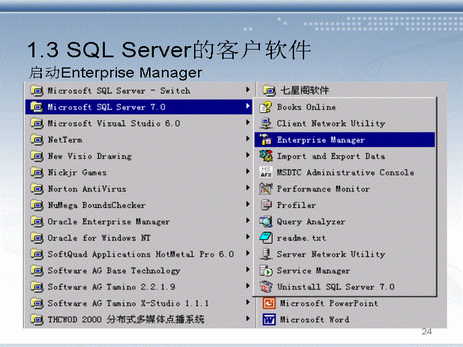 1.3 SQL Server的客户软件
启动Enterprise Manager
Microsoft SQL Server - Switch
Microsoft SQL Server 7.0
Microsoft Visual Studio 6.0
NetTerm
New Visio Drawing
Nickjr Games
Norton AntiVirus
NuMega BoundsChecker
Oracle Enterprise Manager
Oracle for Windows NT
SoftQuad Applications HotMetal Pro 6.0
Software AG Base Technology
Software AG Tamino 2.2.1.9
Software AG Tamino X-Studio 1.1.1
THCWOD 2000 分布式多媒体点播系统
七星阁软件
Books Online
Client Network Utility
Enterprise Manager
Import and Export Data
MSDTC Administrative Console
Performance Monitor
Profiler
Query Analyzer
readme.txt
Server Network Utility
Service Manager
Uninstall SQL Server 7.0
Microsoft PowerPoint
Microsoft Word
24